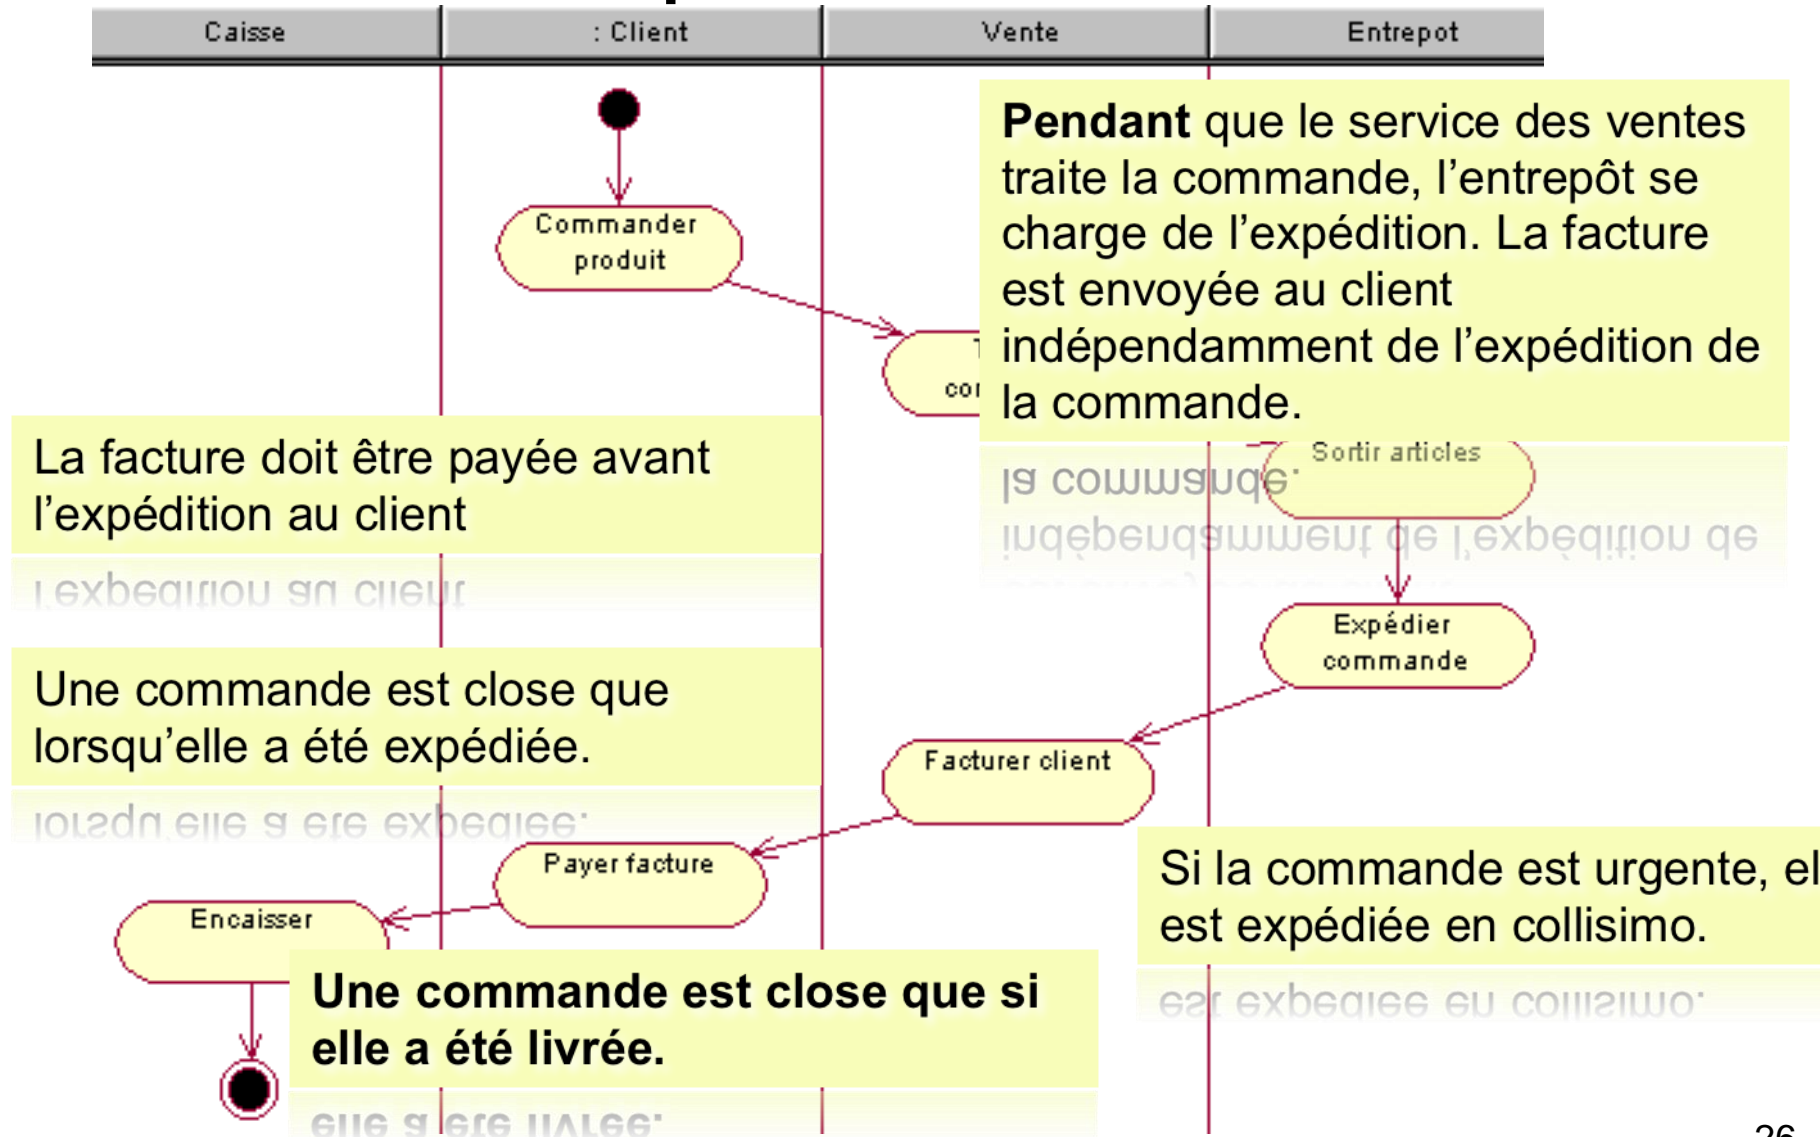 Caisse
: Client
Vente
Entrepot
Commander
produit
Pendant que le service des ventes
traite la commande, l'entrepôt se
charge de l'expédition. La facture
est envoyée au client
indépendamment de l'expédition de
la commande.
La facture doit être payée avant
l'expédition au client
Sortir articles
Expédier
commande
Une commande est close que
lorsqu'elle a été expédiée.
Facturer client
Payer facture
Si la commande est urgente,
est expédiée en collisimo.
Encaisser
Une commande est close que si
elle a été livrée.